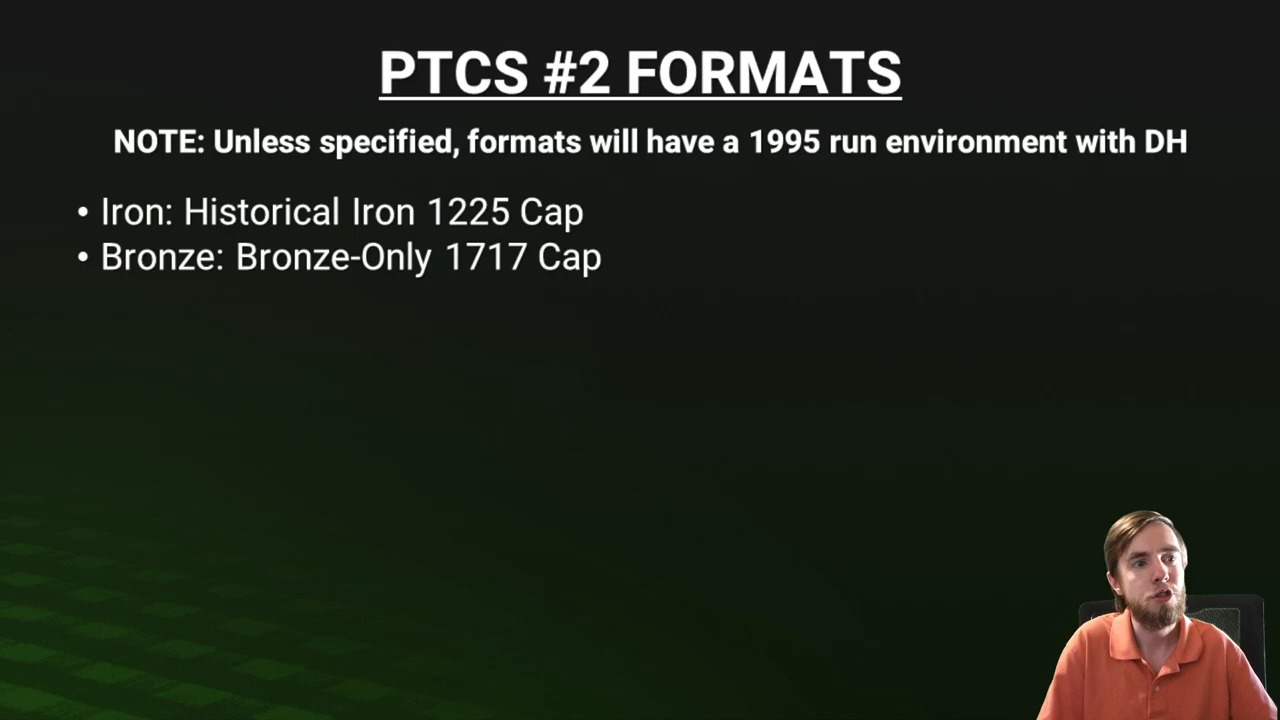 PTCS #2 FORMATS
NOTE: Unless specified, formats will have a 1995 run environment with DH
• Iron: Historical Iron 1225 Cap
• Bronze: Bronze-Only 1717 Cap